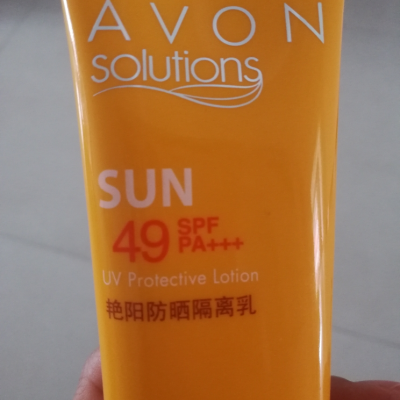 AVON
solutions
SUN
49 SPF
PA+++
UV Protective Lotion
艳阳防晒隔离乳